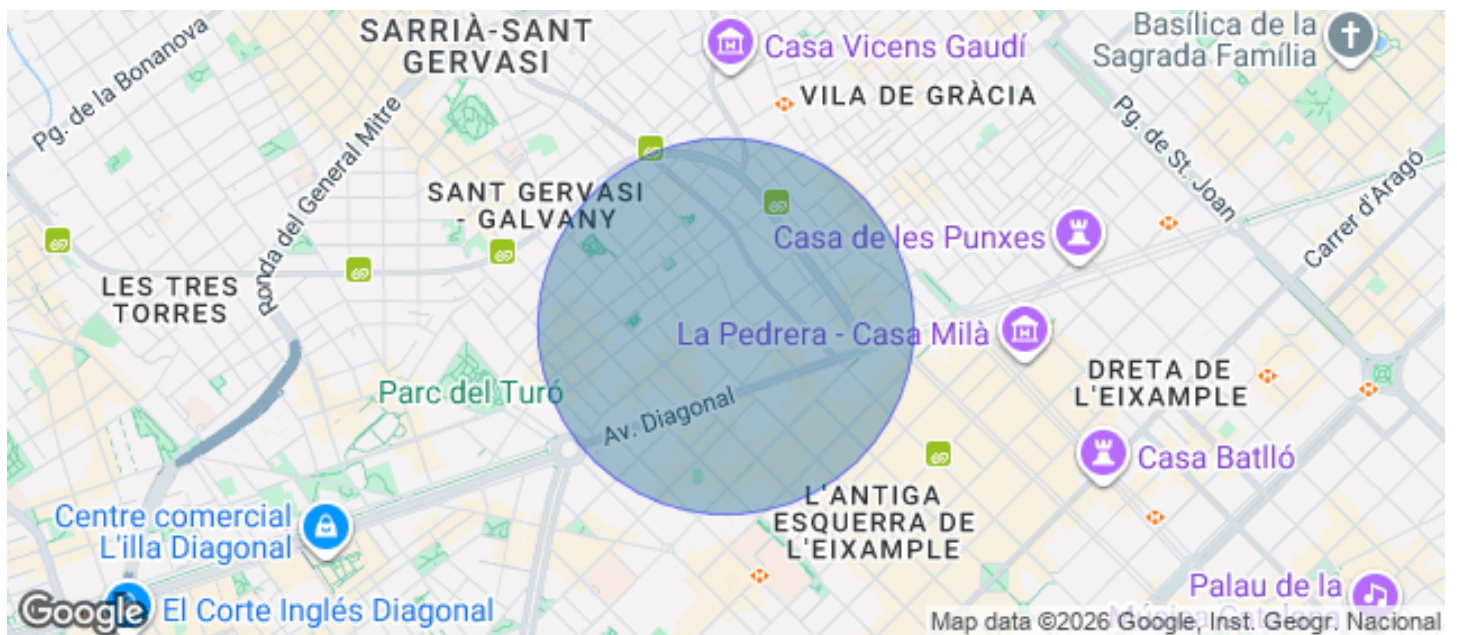 SARRIÀ-SANT
GERVASI
Casa Vicens Gaudí
Basílica de la
Sagrada Família
Pg. de la Bonanova
VILA DE GRÀCIA
Ronda del General Mitre
Pg. de St. Joan
SANT GERVASI
- GALVANY
Carrer d'Aragó
Casa de les Punxes
LES TRES
TORRES
La Pedrera - Casa Milà
DRETA DE
L'EIXAMPLE
Parc del Turó
Av. Diagonal
Casa Batlló
L'ANTIGA
ESQUERRA DE
L'EIXAMPLE
Centre comercial
L'illa Diagonal
Palau de la
Música Catalana
El Corte Inglés Diagonal
Google
Map data ©2026 Google, Inst. Geogr. Nacional